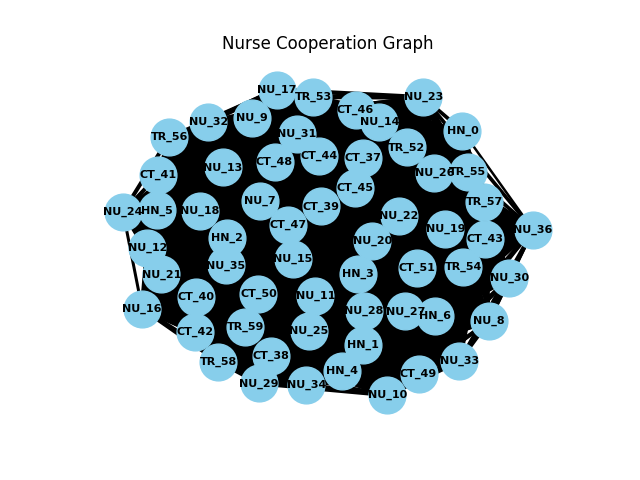 Nurse Cooperation Graph
NU_17
TR_53
NU_23
CT_46
NU_9
NU_32
NU_14
TR_56
NU_31
HN_0
TR_52
CT_44
CT_37
CT_48
NU_13
NU_26
TR_55
CT_41
CT_45
NU_7
TR_57
NU_24
HN_5
NU_18
CT_39
NU_22
CT_47
NU_19
NU_36
HN_2
NU_20
CT_43
NU_12
NU_15
NU_35
CT_51
TR_54
NU_21
HN_3
NU_30
CT_40
CT_50
NU_11
NU_16
NU_28
NU_27
HN_6
NU_8
CT_42
TR_59
NU_25
HN_1
TR_58
CT_38
NU_33
HN_4
CT_49
NU_29
NU_34
NU_10